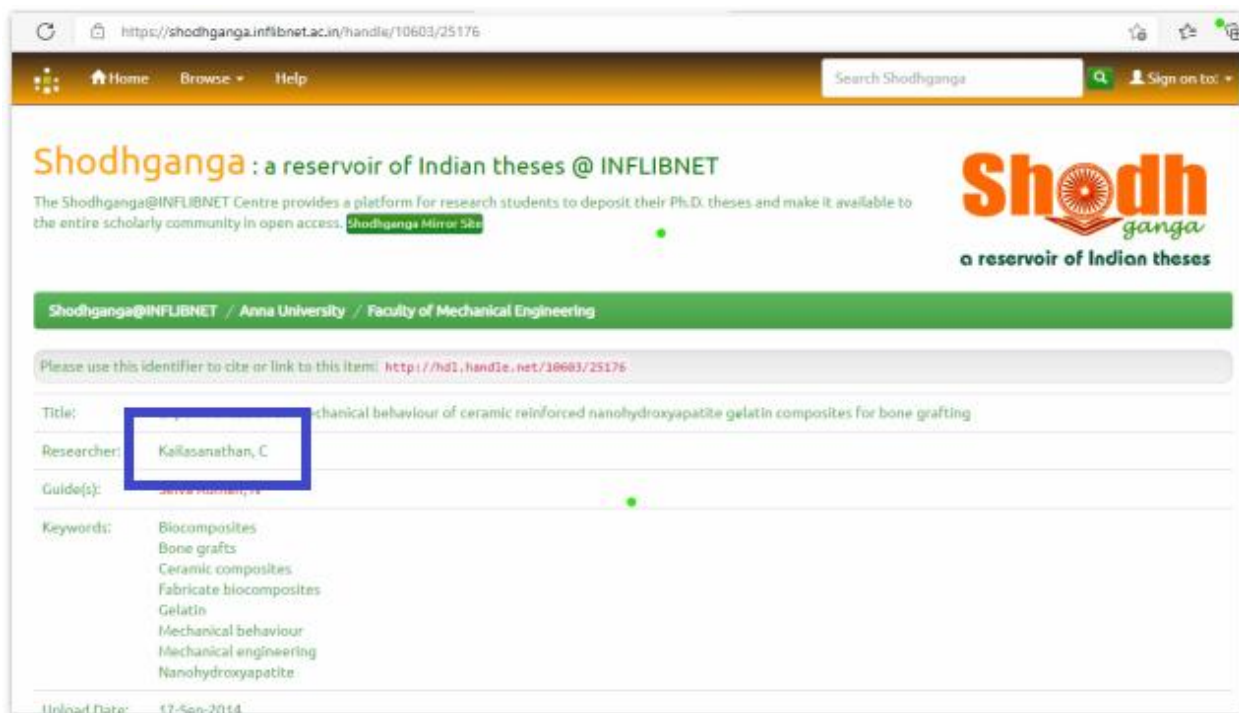 https://shodhganga.inflibnet.ac.in/handle/10603/25176
Home Browse Help Search Shodhganga Sign on to:
Shodhganga : a reservoir of Indian theses @ INFLIBNET
The Shodhganga@INFLIBNET Centre provides a platform for research students to deposit their Ph.D. theses and make it available to
the entire scholarly community in open access. Shodhganga Mirror Site
Shodh
ganga
a reservoir of Indian theses
Shodhganga@INFLIBNET / Anna University / Faculty of Mechanical Engineering
Please use this identifier to cite or link to this item: http://hdl.handle.net/10603/25176
Title: behaviour of ceramic reinforced nanohydroxyapatite gelatin composites for bone grafting
Researcher: Kailasanathan, C
Guide(s):
Keywords: Biocomposites
Bone grafts
Ceramic composites
Fabricate biocomposites
Gelatin
Mechanical behaviour
Mechanical engineering
Nanohydroxyapatite
Upload Date: 17-Sep-2014